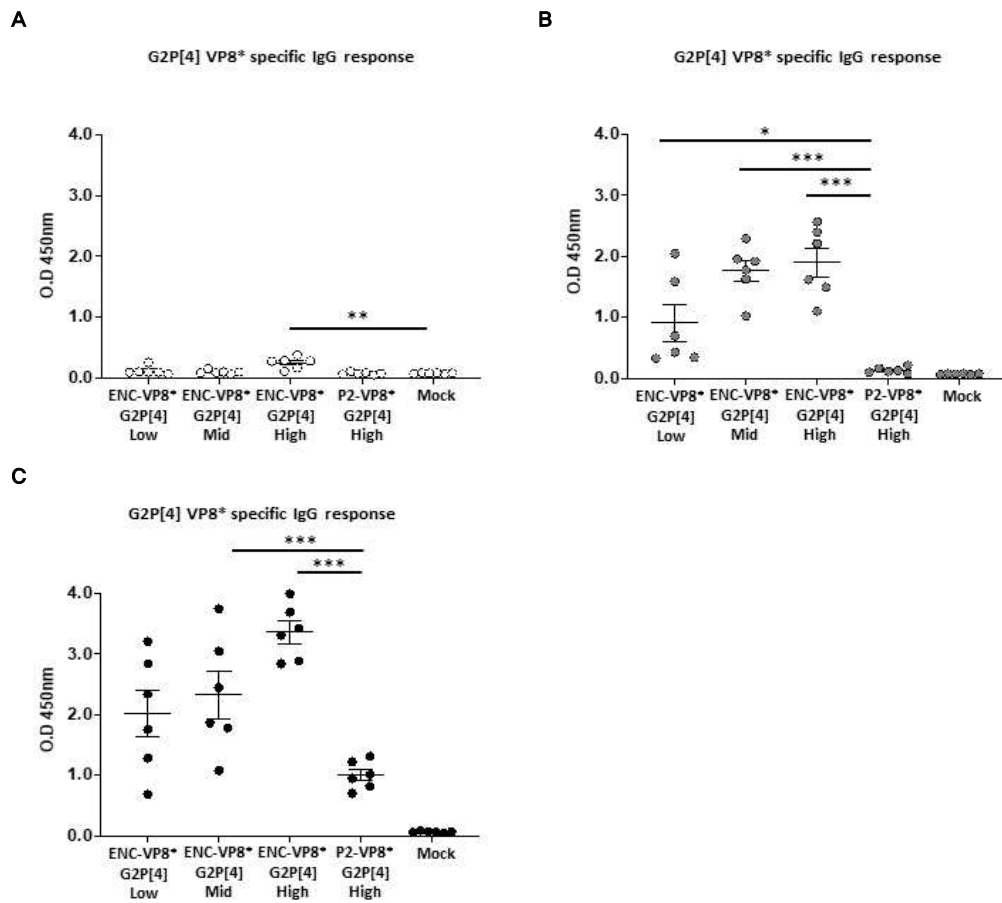 A
G2P[4] VP8* specific IgG response
4.0
3.0
2.0
1.0
0.0
O.D 450nm
**
ENC-VP8* ENC-VP8* ENC-VP8* P2-VP8* Mock
G2P[4] G2P[4] G2P[4] G2P[4]
Low Mid High High
B
G2P[4] VP8* specific IgG response
4.0
3.0
2.0
1.0
0.0
O.D 450nm
*
***
***
ENC-VP8* ENC-VP8* ENC-VP8* P2-VP8* Mock
G2P[4] G2P[4] G2P[4] G2P[4]
Low Mid High High
C
G2P[4] VP8* specific IgG response
***
***
4.0
3.0
2.0
1.0
0.0
O.D 450nm
ENC-VP8* ENC-VP8* ENC-VP8* P2-VP8* Mock
G2P[4] G2P[4] G2P[4] G2P[4]
Low Mid High High